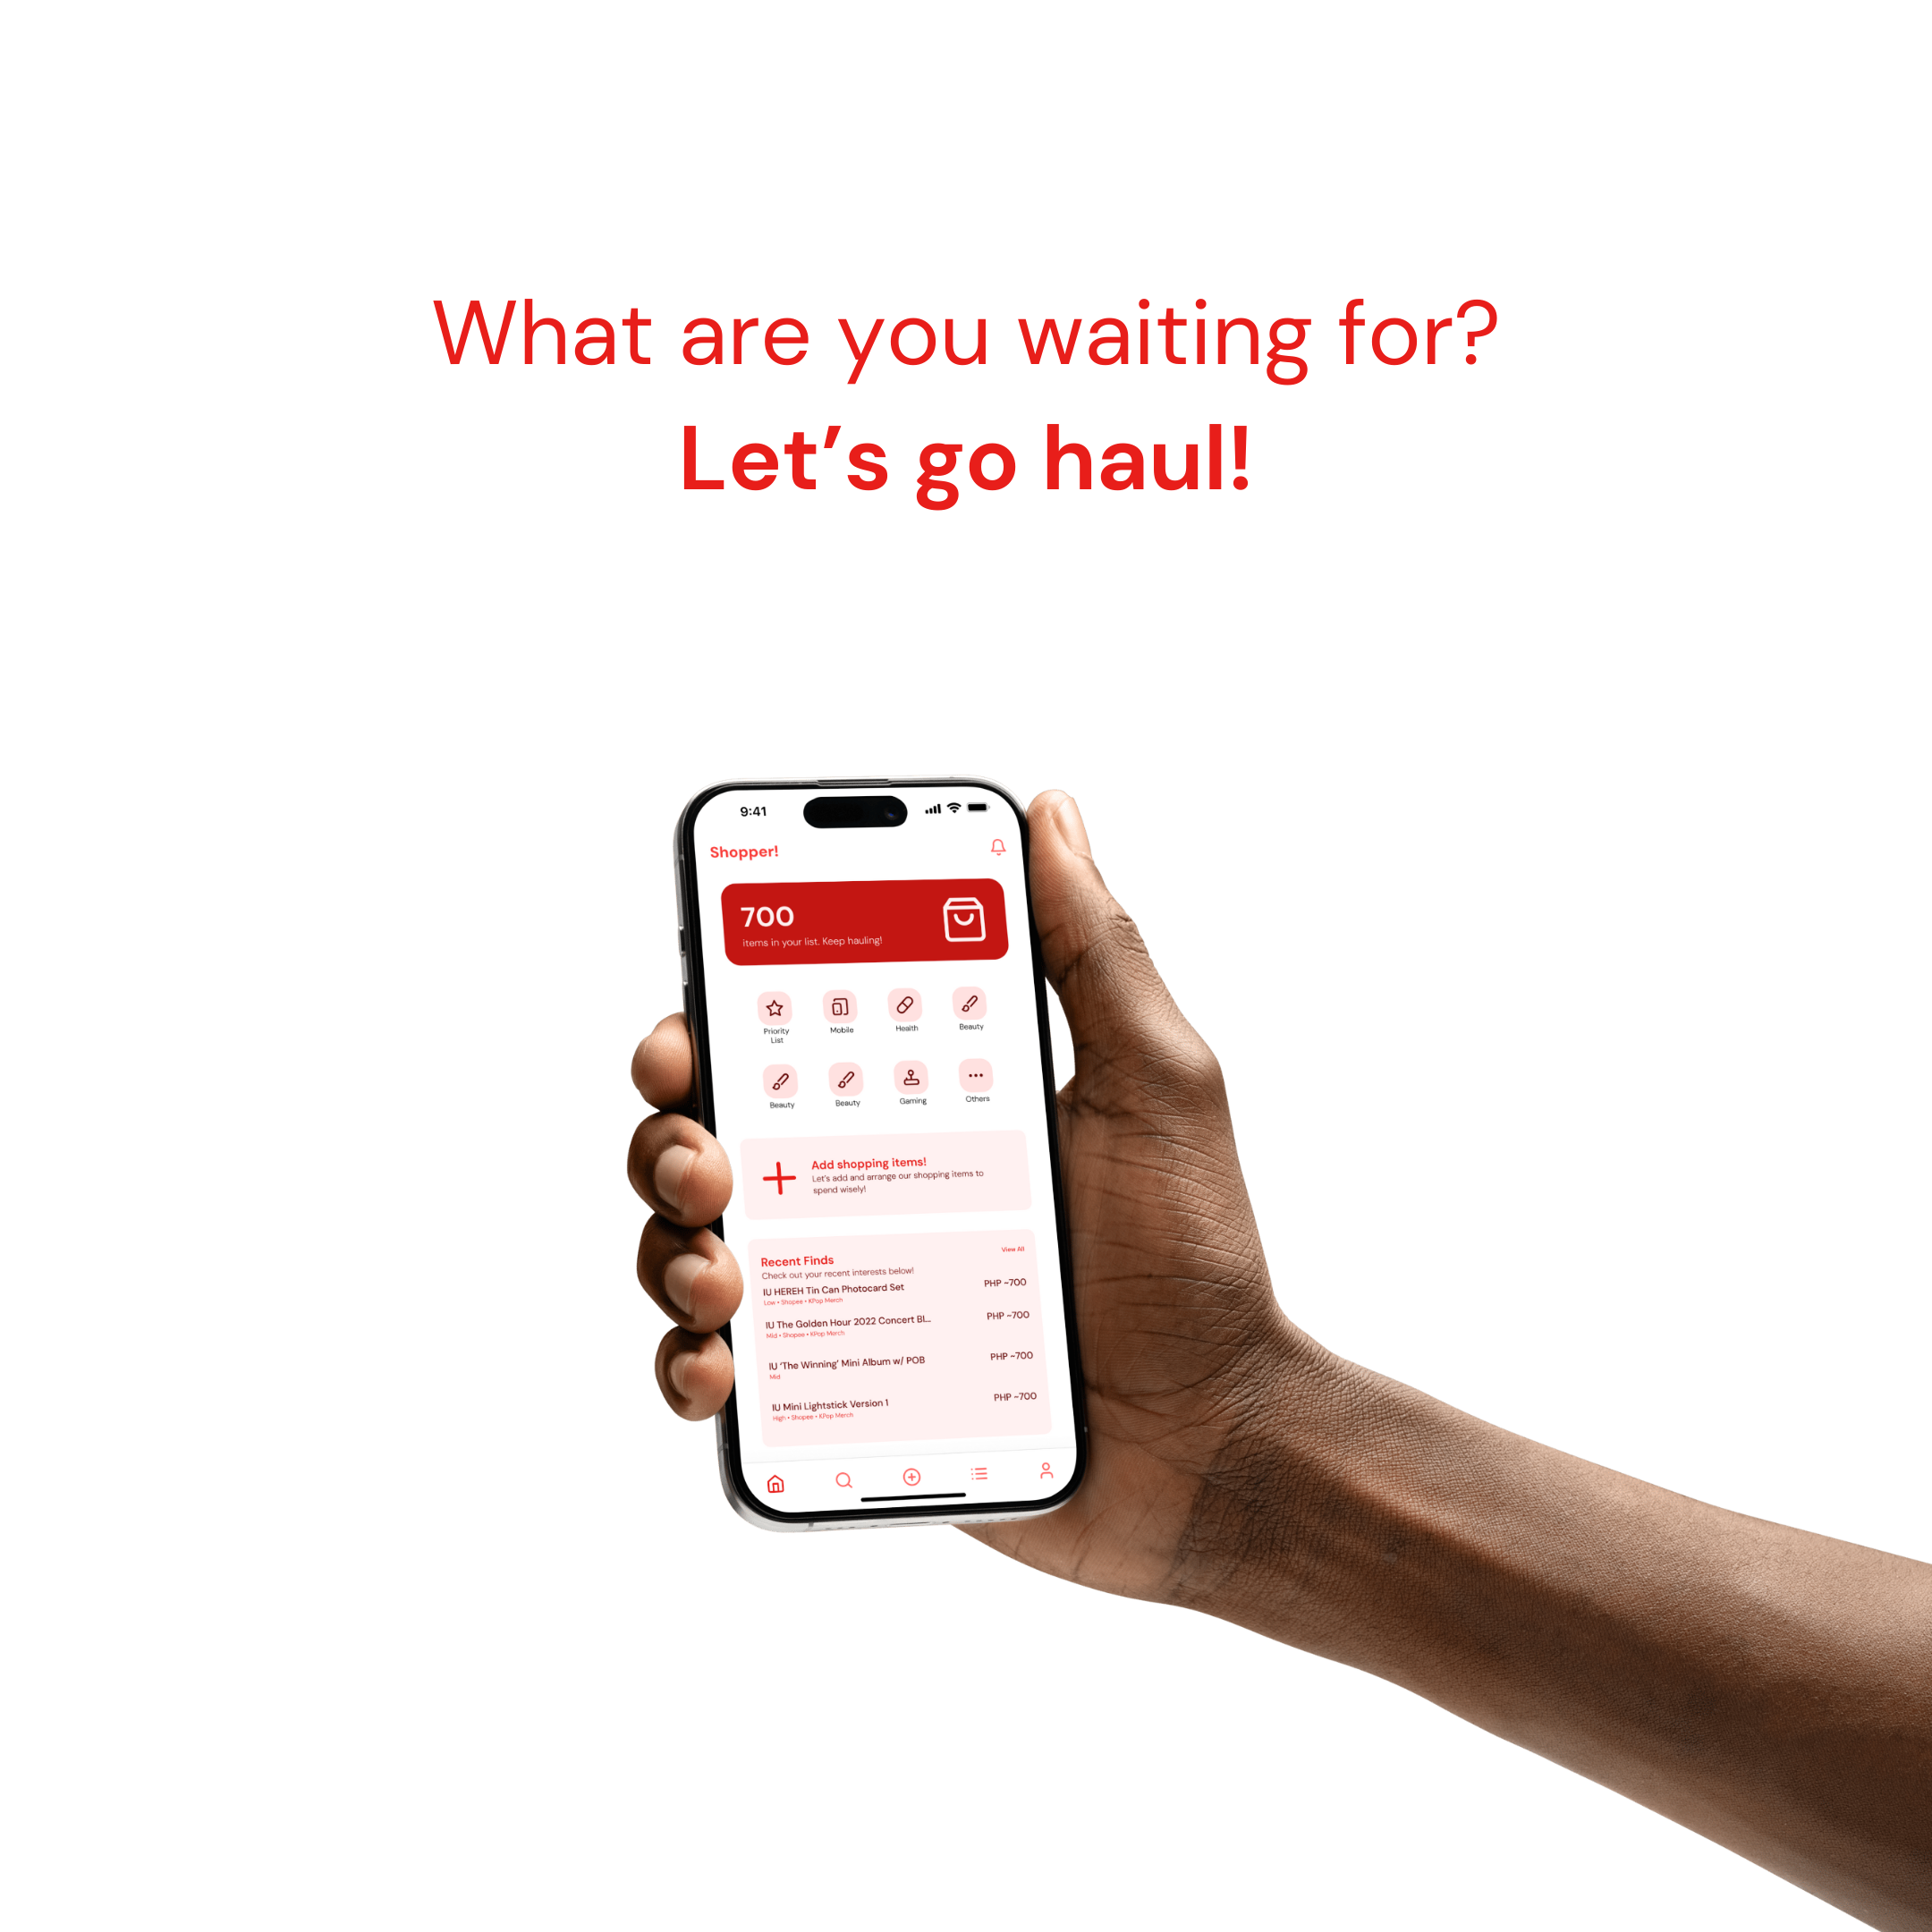 What are you waiting for?
Let’s go haul!
9:41
Shopper!
700
items in your list. Keep hauling!
Priority
List
Mobile
Health
Beauty
Beauty
Beauty
Gaming
Others
Add shopping items!
Let's add and arrange our shopping items to
spend wisely!
Recent Finds
View All
Check out your recent interests below!
IU HEREH Tin Can Photocard Set
PHP ~700
Low • Shopee • KPop Merch
IU The Golden Hour 2022 Concert Bl...
PHP ~700
Mid • Shopee • KPop Merch
IU ‘The Winning’ Mini Album w/ POB
PHP ~700
Mid
IU Mini Lightstick Version 1
PHP ~700
High • Shopee • KPop Merch